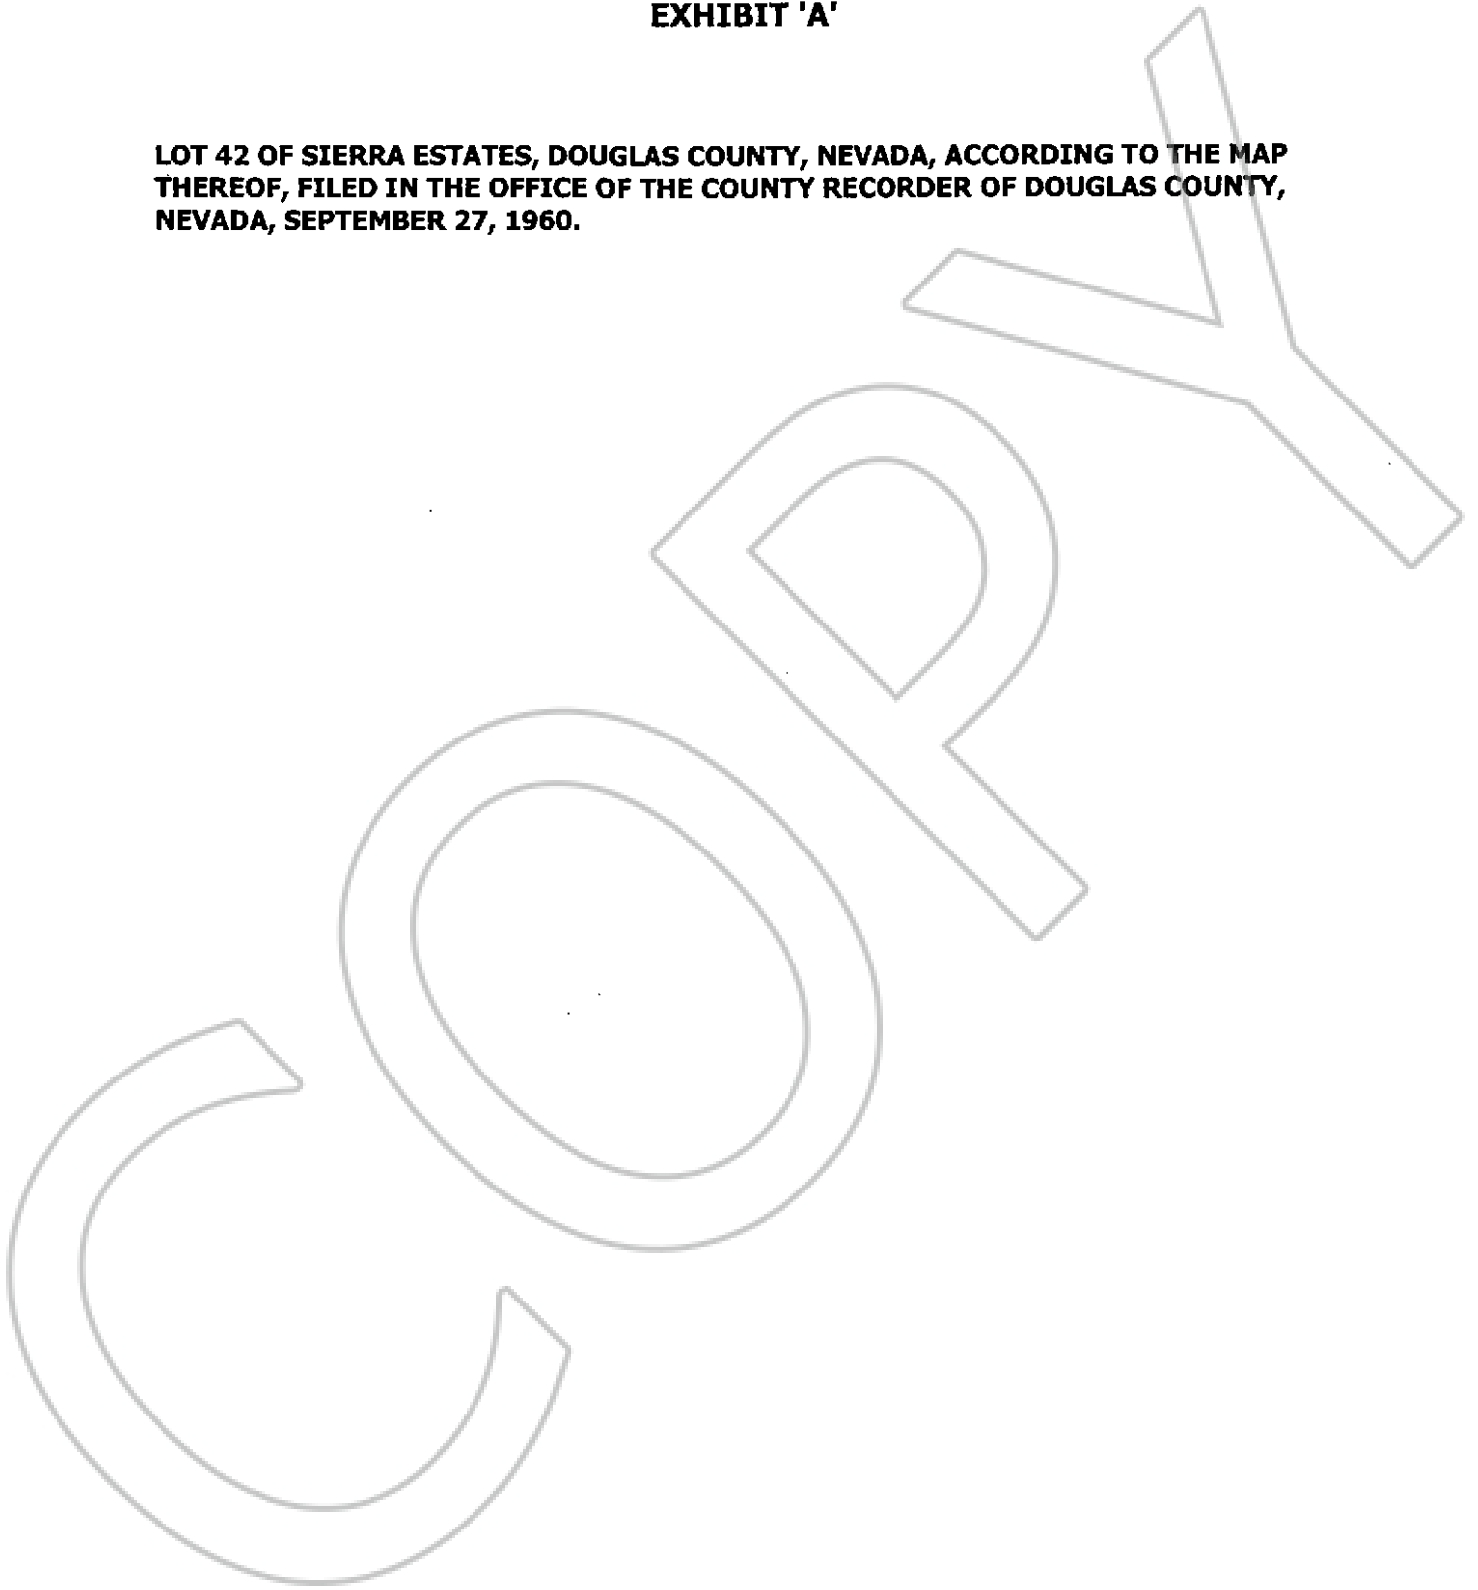 EXHIBIT 'A'
LOT 42 OF SIERRA ESTATES, DOUGLAS COUNTY, NEVADA, ACCORDING TO THE MAP
THEREOF, FILED IN THE OFFICE OF THE COUNTY RECORDER OF DOUGLAS COUNTY,
NEVADA, SEPTEMBER 27, 1960.
COPY